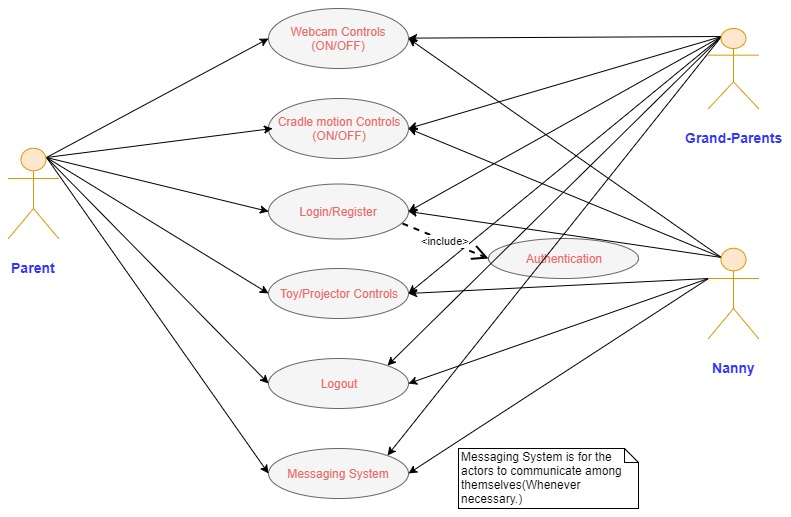 Webcam Controls
(ON/OFF)
Grand-Parents
Cradle motion Controls
(ON/OFF)
Parent
Login/Register
<include>
Authentication
Toy/Projector Controls
Nanny
Logout
Messaging System
Messaging System is for the
actors to communicate among
themselves(Whenever
necessary.)